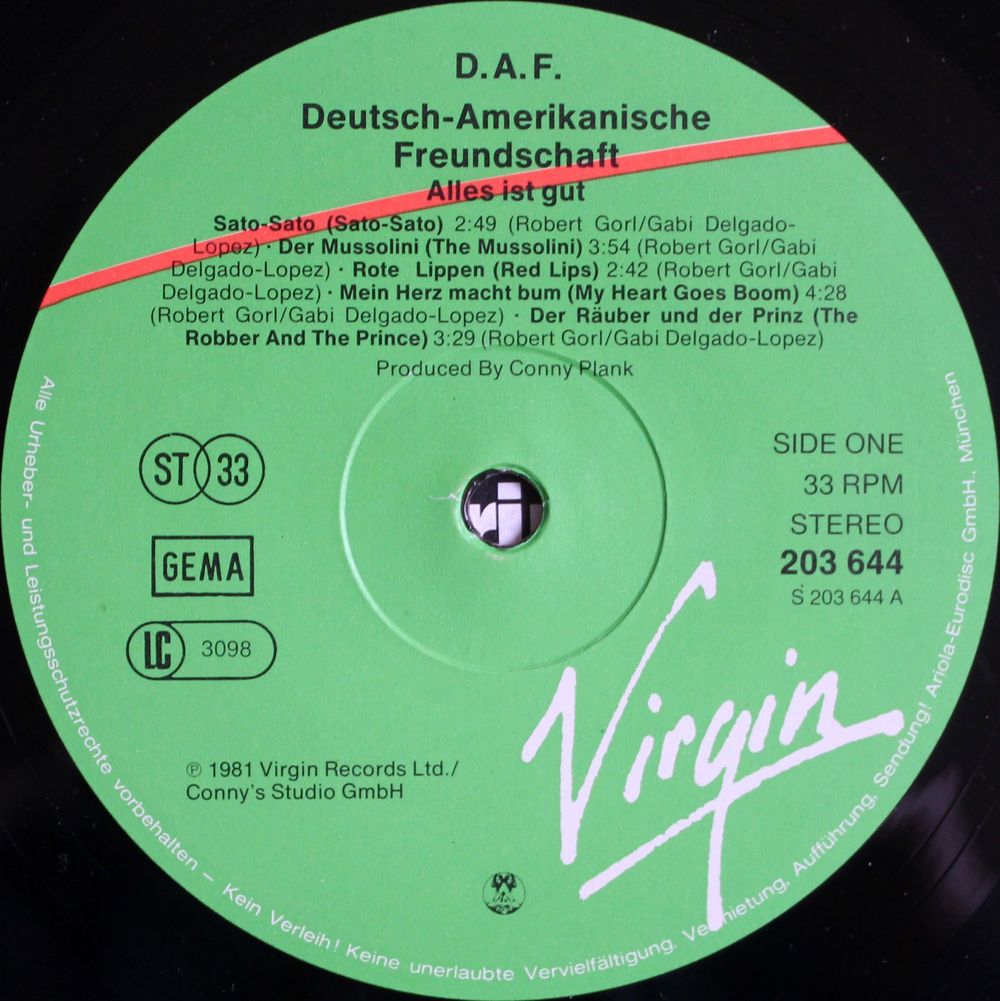 D.A.F.
Deutsch-Amerikanische
Freundschaft
Alles ist gut
Sato-Sato (Sato-Sato) 2:49 (Robert Gorl/Gabi Delgado-
Lopez) · Der Mussolini (The Mussolini) 3:54 (Robert Gorl/Gabi
Delgado-Lopez) · Rote Lippen (Red Lips) 2:42 (Robert Gorl/Gabi
Delgado-Lopez) · Mein Herz macht bum (My Heart Goes Boom) 4:28
(Robert Gorl/Gabi Delgado-Lopez) · Der Räuber und der Prinz (The
Robber And The Prince) 3:29 (Robert Gorl/Gabi Delgado-Lopez)
Produced By Conny Plank
ST 33
GEMA
LC 3098
SIDE ONE
33 RPM
STEREO
203 644
S 203 644 A
Virgin
℗ 1981 Virgin Records Ltd./
Conny's Studio GmbH
Alle Urheber- und Leistungsschutzrechte vorbehalten – Kein Verleih! Keine unerlaubte Vervielfältigung, Vermietung, Aufführung, Sendung! Ariola-Eurodisc GmbH., München